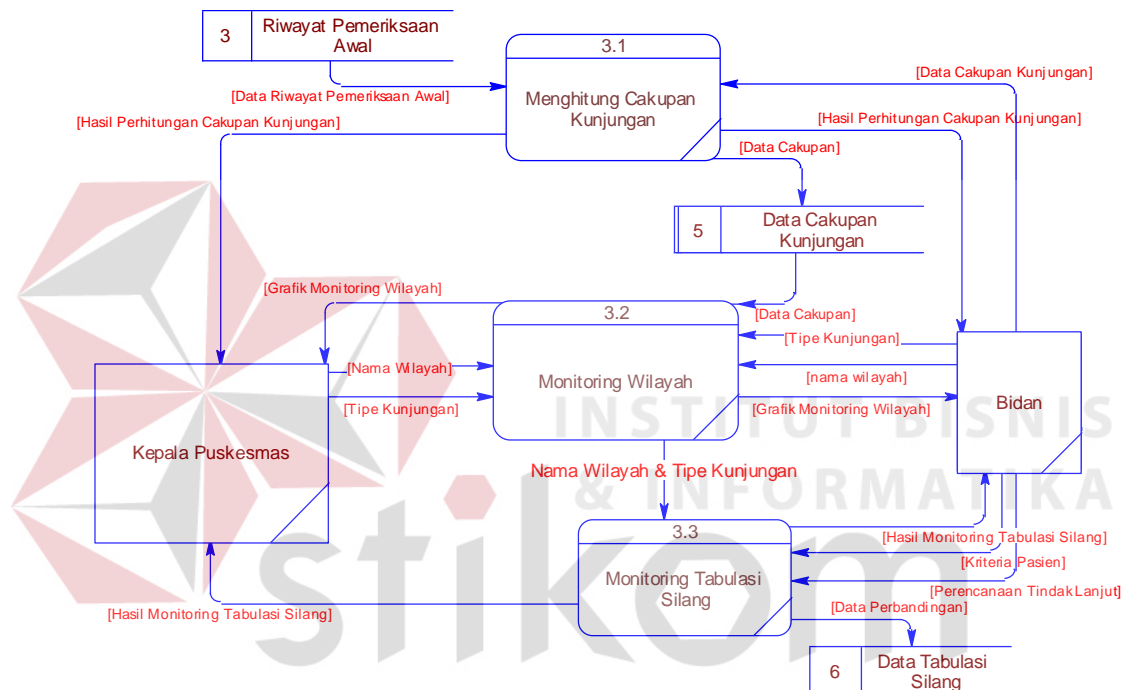 3
Riwayat Pemeriksaan
Awal
3.1
Menghitung Cakupan
Kunjungan
[Data Riwayat Pemeriksaan Awal]
[Data Cakupan Kunjungan]
[Hasil Perhitungan Cakupan Kunjungan]
[Hasil Perhitungan Cakupan Kunjungan]
[Data Cakupan]
5
Data Cakupan
Kunjungan
[Grafik Monitoring Wilayah]
3.2
Monitoring Wilayah
[Data Cakupan]
[Tipe Kunjungan]
[nama wilayah]
[Grafik Monitoring Wilayah]
[Nama Wilayah]
[Tipe Kunjungan]
Kepala Puskesmas
Bidan
INSTITUT BISNIS
& INFORMATIKA
stikom
Nama Wilayah & Tipe Kunjungan
3.3
Monitoring Tabulasi
Silang
[Hasil Monitoring Tabulasi Silang]
[Kriteria Pasien]
[Perencanaan Tindak Lanjut]
[Data Perbandingan]
[Hasil Monitoring Tabulasi Silang]
6
Data Tabulasi
Silang